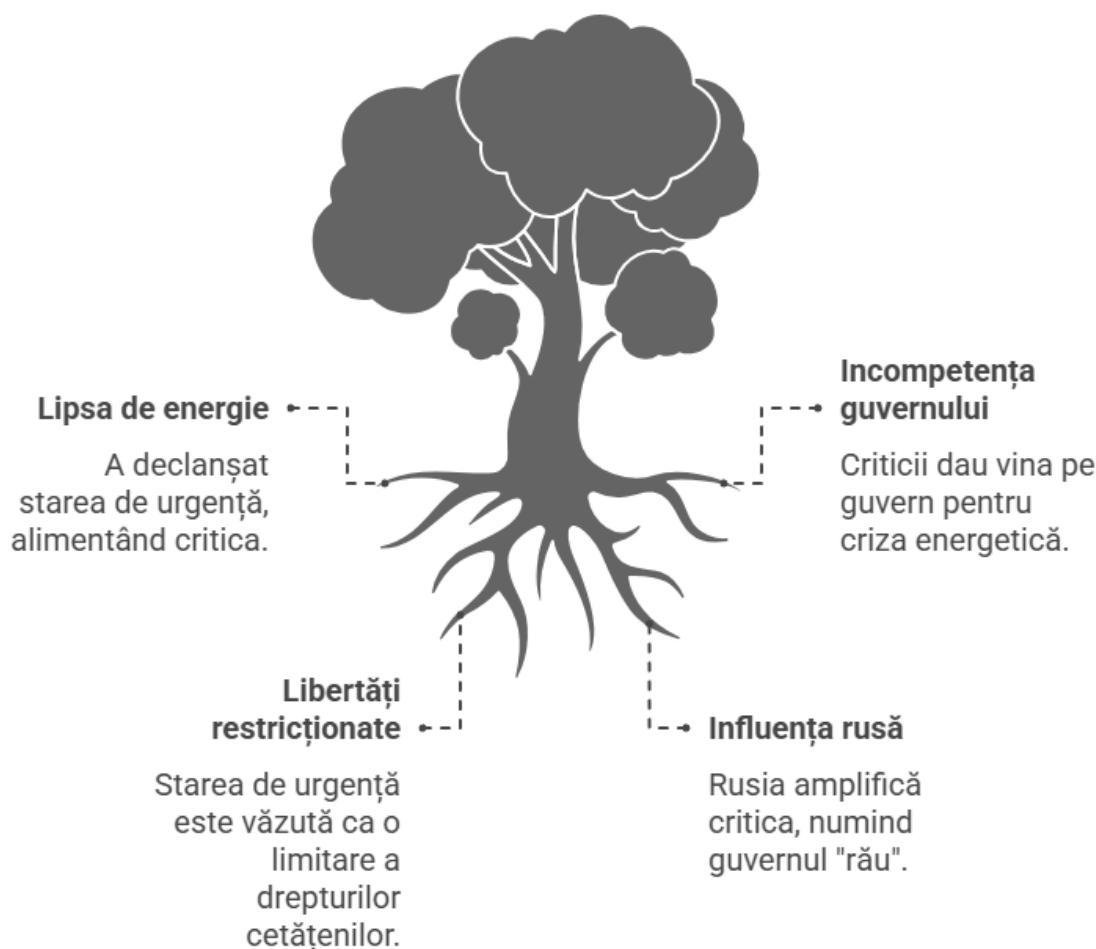 Lipsa de energie
A declanșat
starea de urgență,
alimentând critica.
Incompetența
guvernului
Criticii dau vina pe
guvern pentru
criza energetică.
Libertăți
restricționate
Starea de urgență
este văzută ca o
limitare a
drepturilor
cetățenilor.
Influența rusă
Rusia amplifică
critica, numind
guvernul "rău".